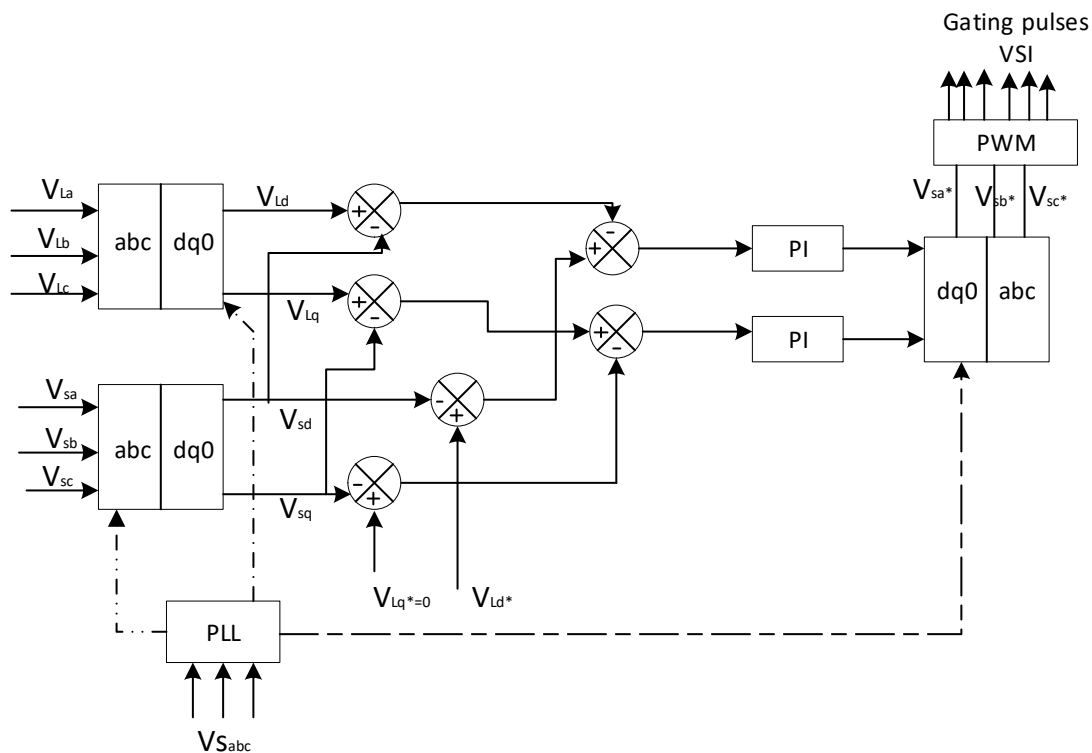 Gating pulses
VSI
PWM
Vsa*
Vsb*
Vsc*
VLa
VLb
VLc
abc
dq0
VLd
+
-
-
+
PI
dq0
abc
VLq
+
-
+
-
PI
Vsa
Vsb
Vsc
abc
dq0
Vsd
-
+
Vsq
-
+
VLq*=0
VLd*
PLL
Vsabc